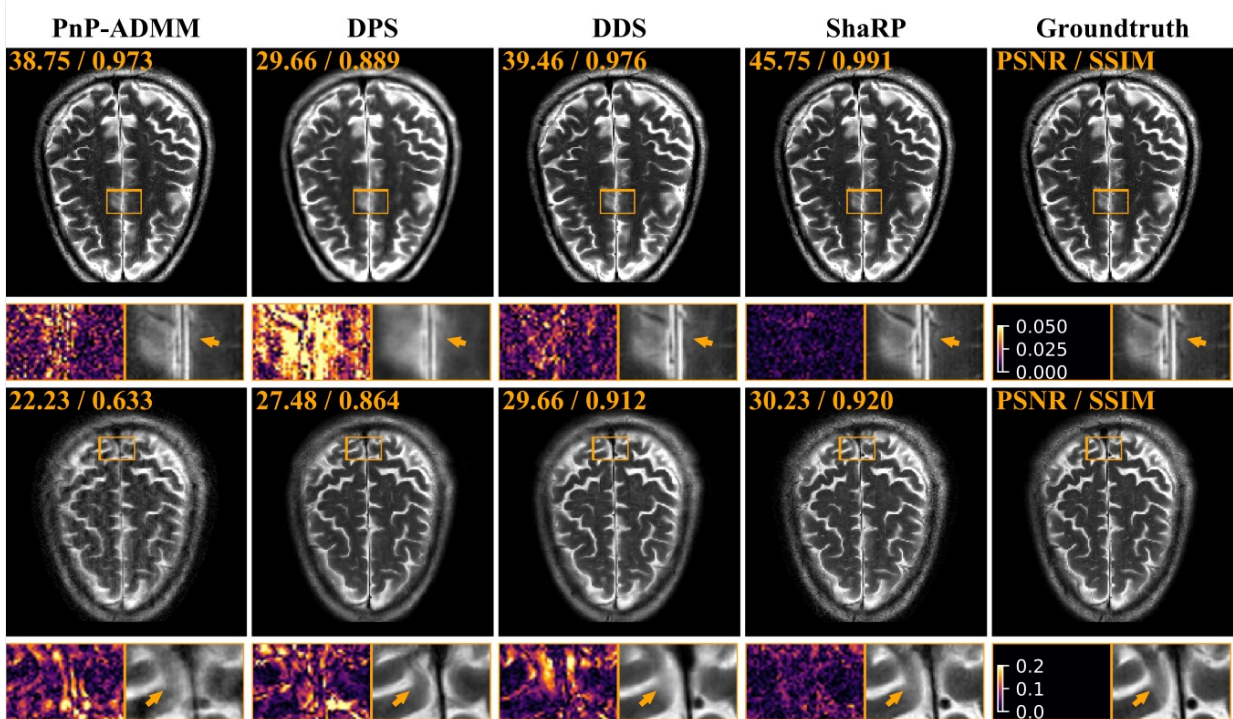 PnP-ADMM DPS DDS ShaRP Groundtruth
38.75 / 0.973 29.66 / 0.889 39.46 / 0.976 45.75 / 0.991 PSNR / SSIM
0.050
0.025
0.000
22.23 / 0.633 27.48 / 0.864 29.66 / 0.912 30.23 / 0.920 PSNR / SSIM
0.2
0.1
0.0